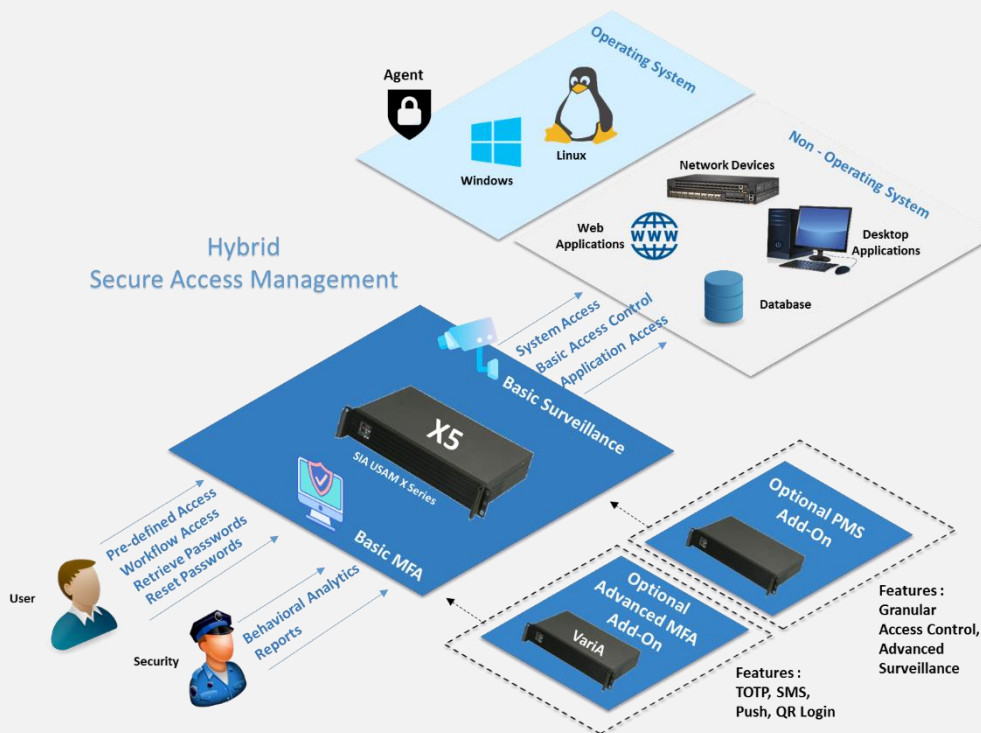 Operating System
Agent
Linux
Windows
Non - Operating System
Network Devices
Web
Applications
WWW
Desktop
Applications
Database
Hybrid
Secure Access Management
System Access
Basic Access Control
Application Access
Basic Surveillance
X5
SIA USAM X Series
Basic MFA
Pre-defined Access
Workflow Access
Retrieve Passwords
Reset Passwords
User
Behavioral Analytics
Reports
Security
Optional PMS
Add-On
Optional
Advanced MFA
Add-On
VariA
Features :
Granular
Access Control,
Advanced
Surveillance
Features :
TOTP, SMS,
Push, QR Login